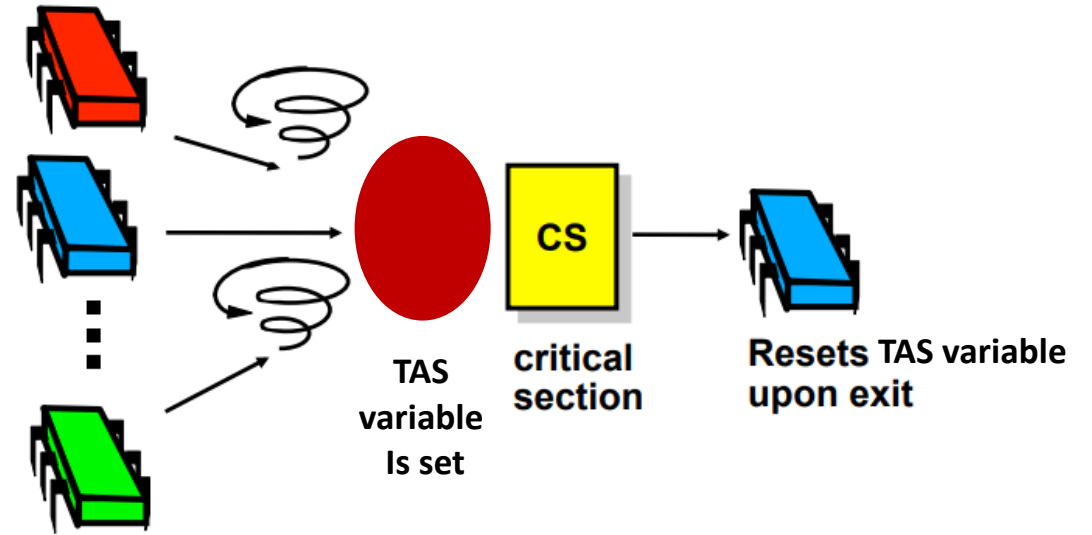 CS
TAS
variable
Is set
critical
section
Resets TAS variable
upon exit